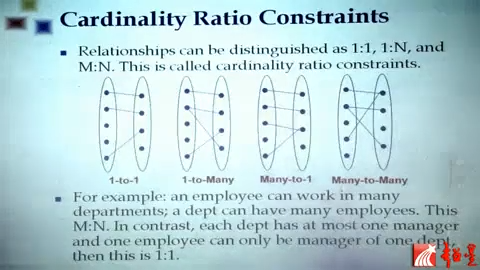 Cardinality Ratio Constraints
Relationships can be distinguished as 1:1, 1:N, and
M:N. This is called cardinality ratio constraints.
1-to-1 1-to-Many Many-to-1 Many-to-Many
For example: an employee can work in many
departments; a dept can have many employees. This
M:N. In contrast, each dept has at most one manager
and one employee can only be manager of one dept,
then this is 1:1.